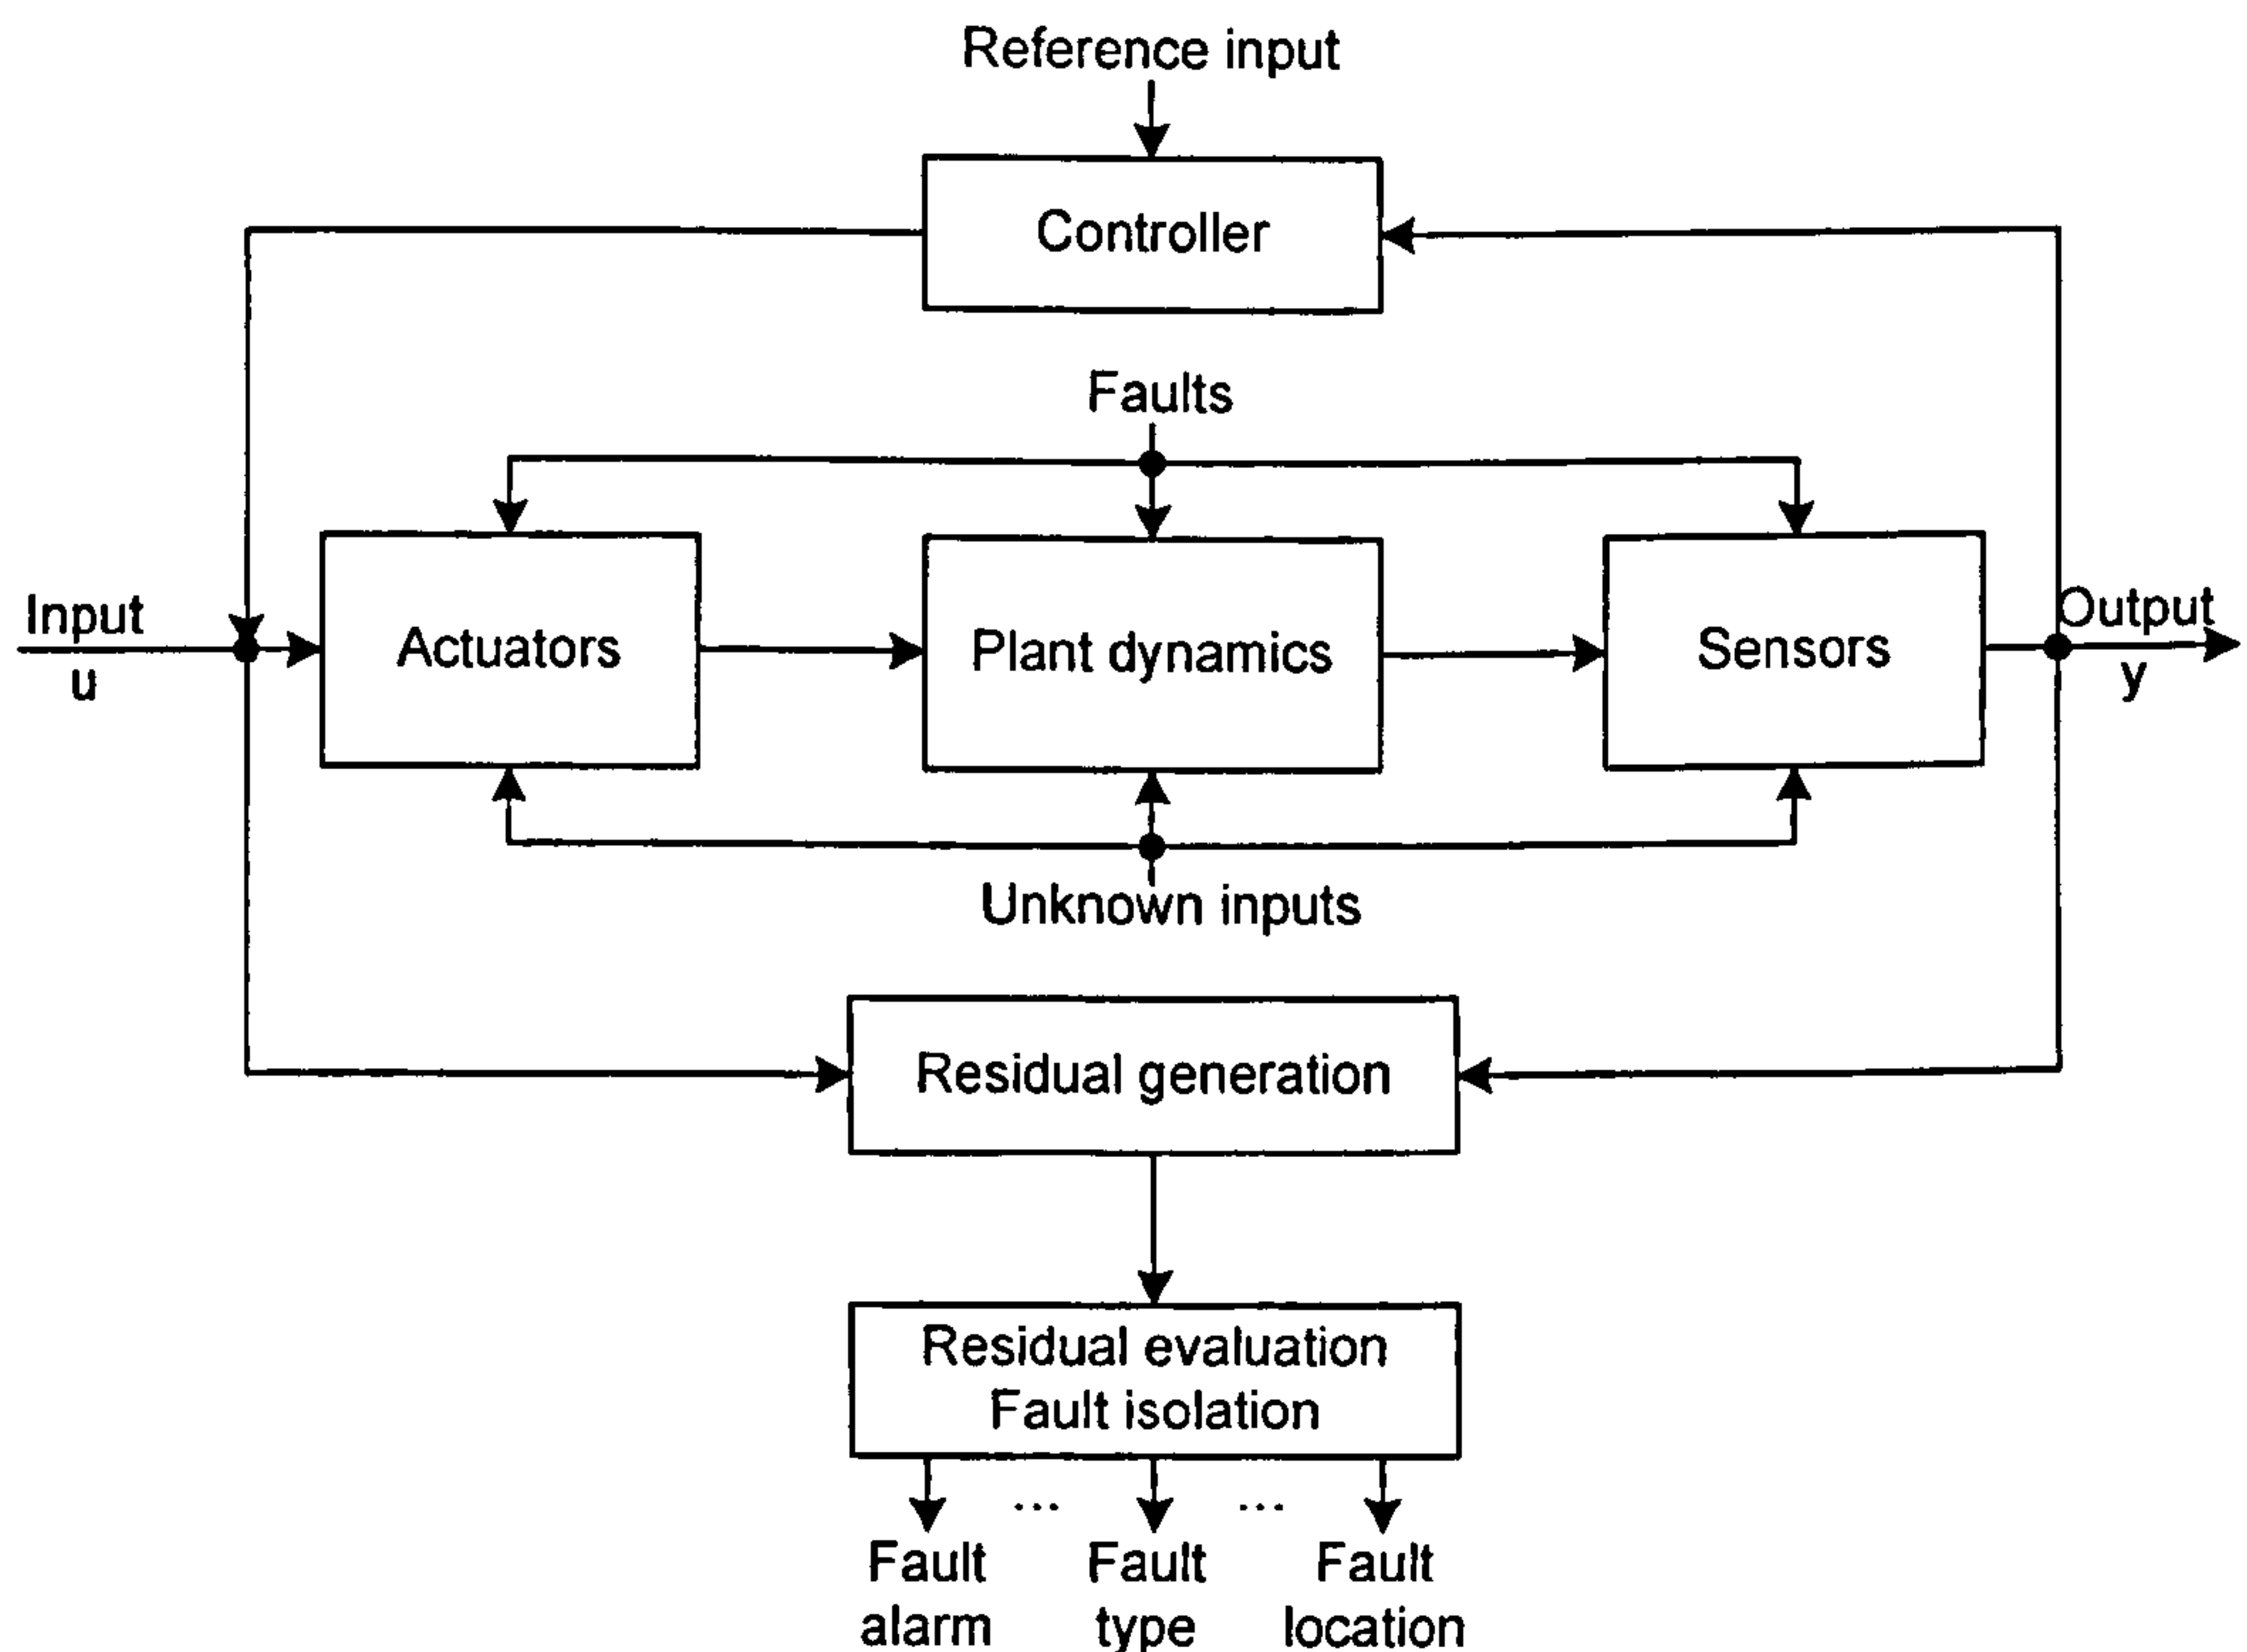 Reference input
Controller
Faults
Input
u
Actuators
Plant dynamics
Sensors
Output
y
Unknown inputs
Residual generation
Residual evaluation
Fault isolation
... ...
Fault Fault Fault
alarm type location